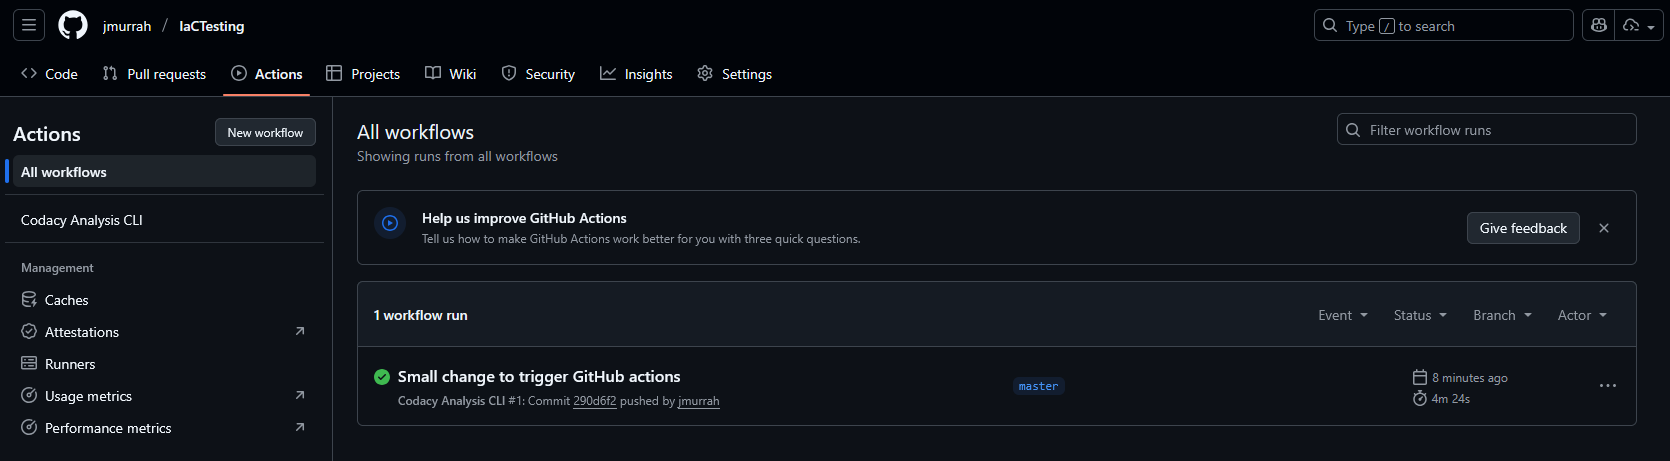 jmurrah / IaCTesting
Type / to search
Code Pull requests Actions Projects Wiki Security Insights Settings
Actions
New workflow
All workflows
Codacy Analysis CLI
Management
Caches
Attestations
Runners
Usage metrics
Performance metrics
All workflows
Showing runs from all workflows
Filter workflow runs
Help us improve GitHub Actions
Tell us how to make GitHub Actions work better for you with three quick questions.
Give feedback
1 workflow run
Event Status Branch Actor
Small change to trigger GitHub actions
Codacy Analysis CLI #1: Commit 290d6f2 pushed by jmurrah
master
8 minutes ago
4m 24s